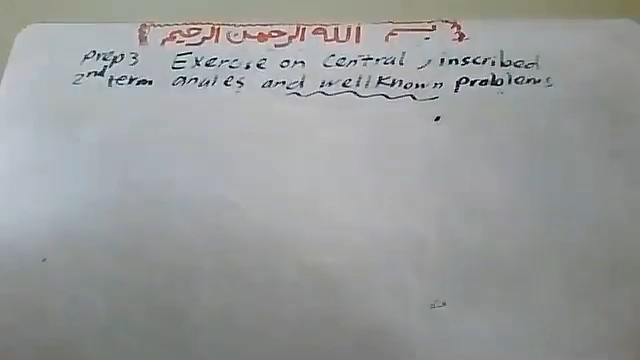 بسم الله الرحمن الرحيم
Prep3 Exercise on central, inscribed
2nd term angles and wellknown problems